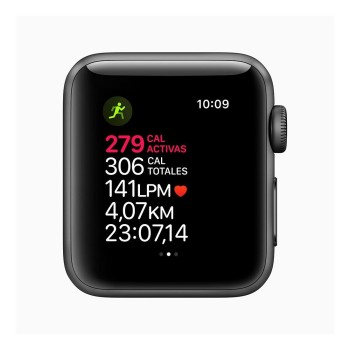 10:09
279 CAL ACTIVAS
306 CAL TOTALES
141LPM
4,07KM
23:07,14